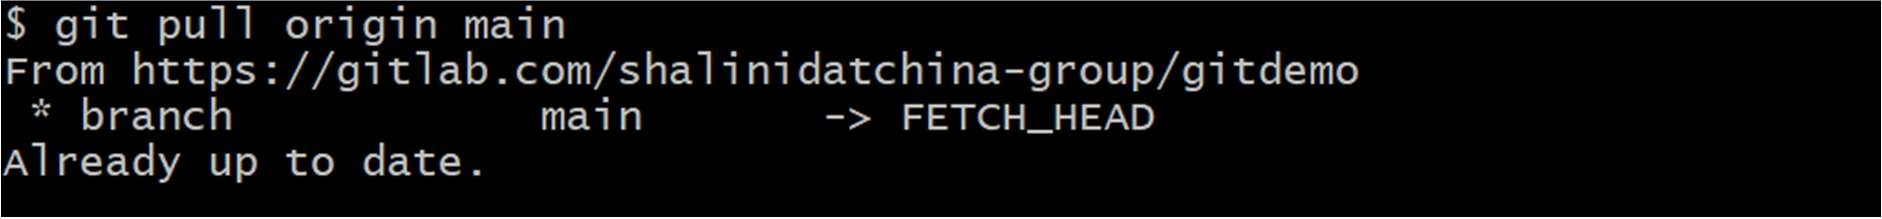 $ git pull origin main
From https://gitlab.com/shalinidatchina-group/gitdemo
 * branch            main       -> FETCH_HEAD
Already up to date.